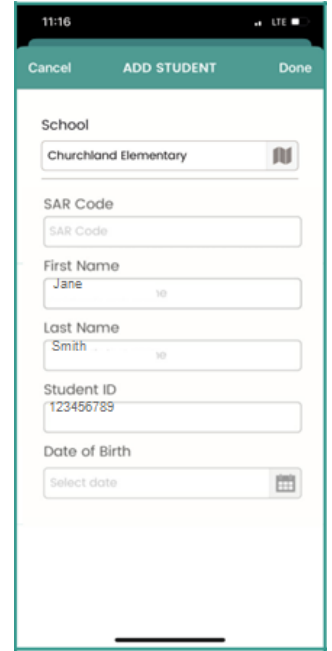 11:16 LTE
Cancel ADD STUDENT Done
School
Churchland Elementary
SAR Code
SAR Code
First Name
Jane
Last Name
Smith
Student ID
123456789
Date of Birth
Select date